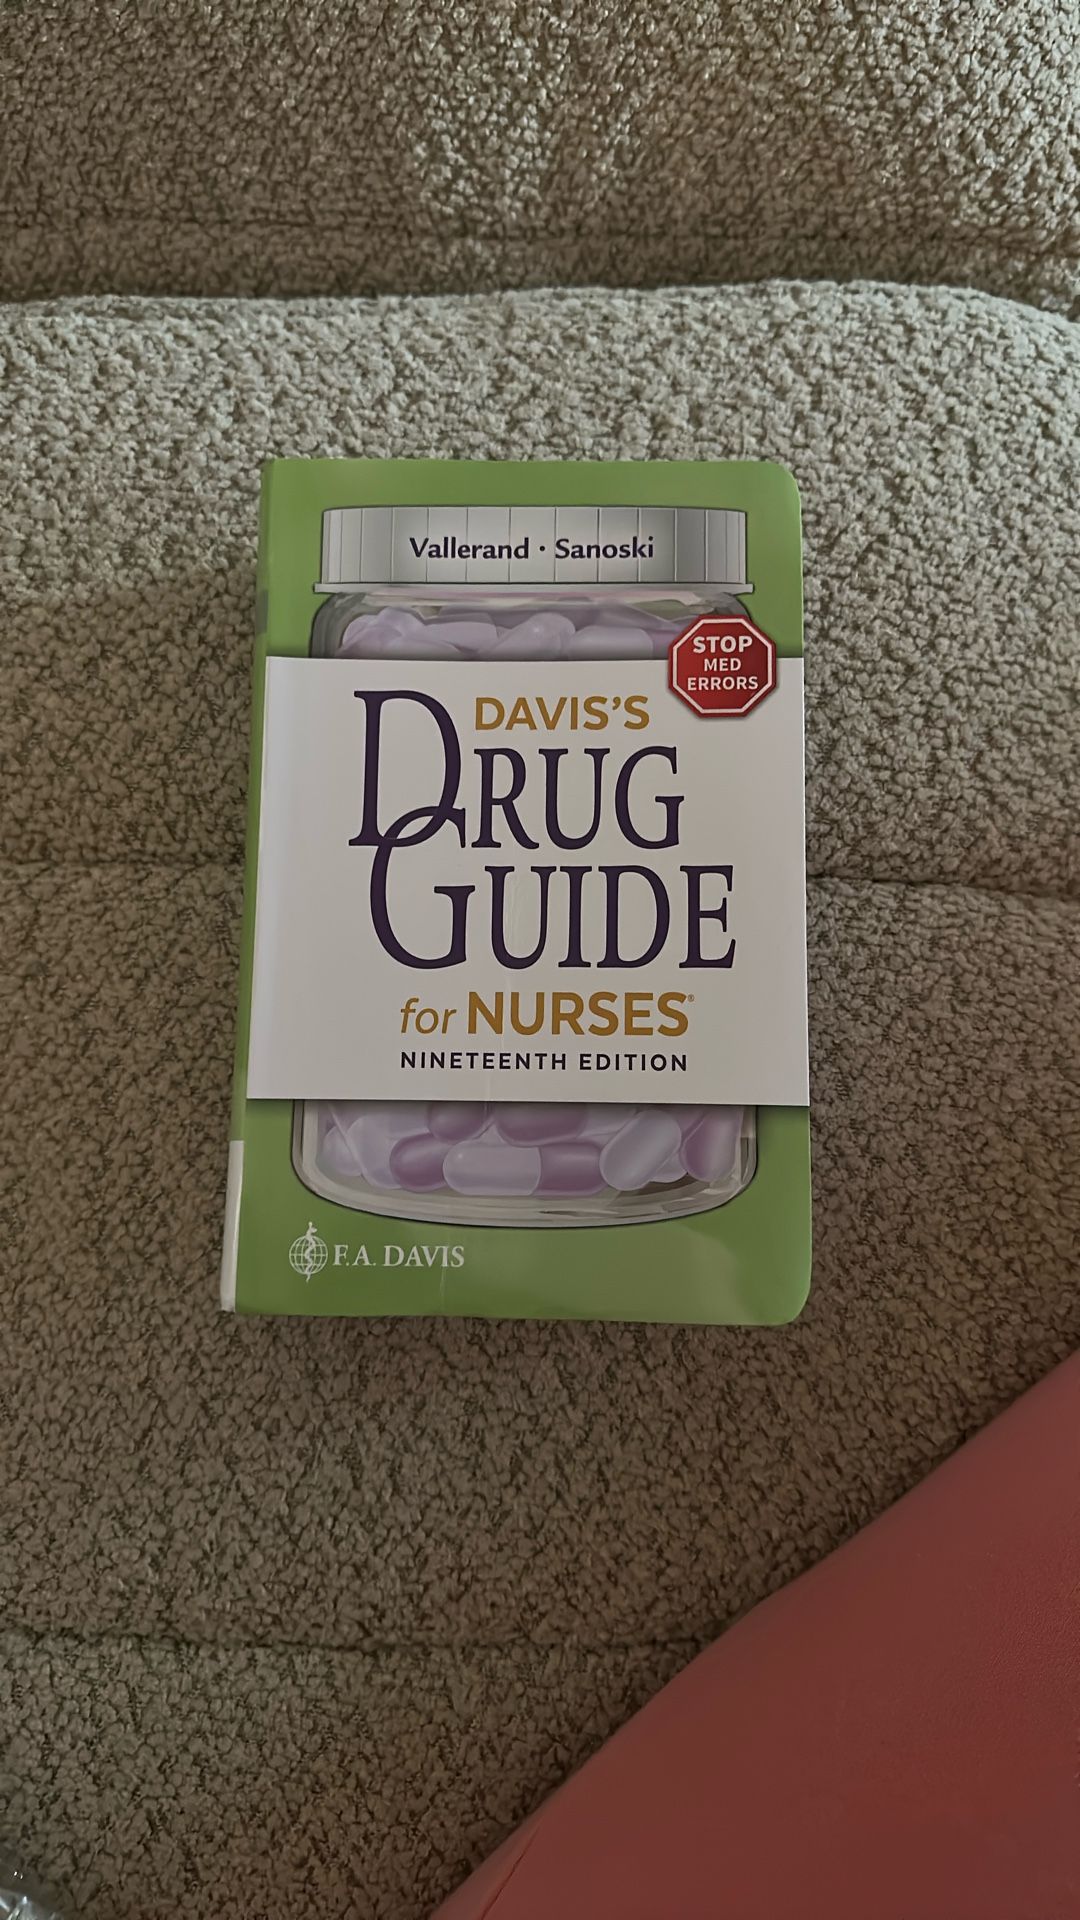 Vallerand · Sanoski
STOP
MED
ERRORS
DAVIS'S
DRUG
GUIDE
for NURSES®
NINETEENTH EDITION
F.A. DAVIS